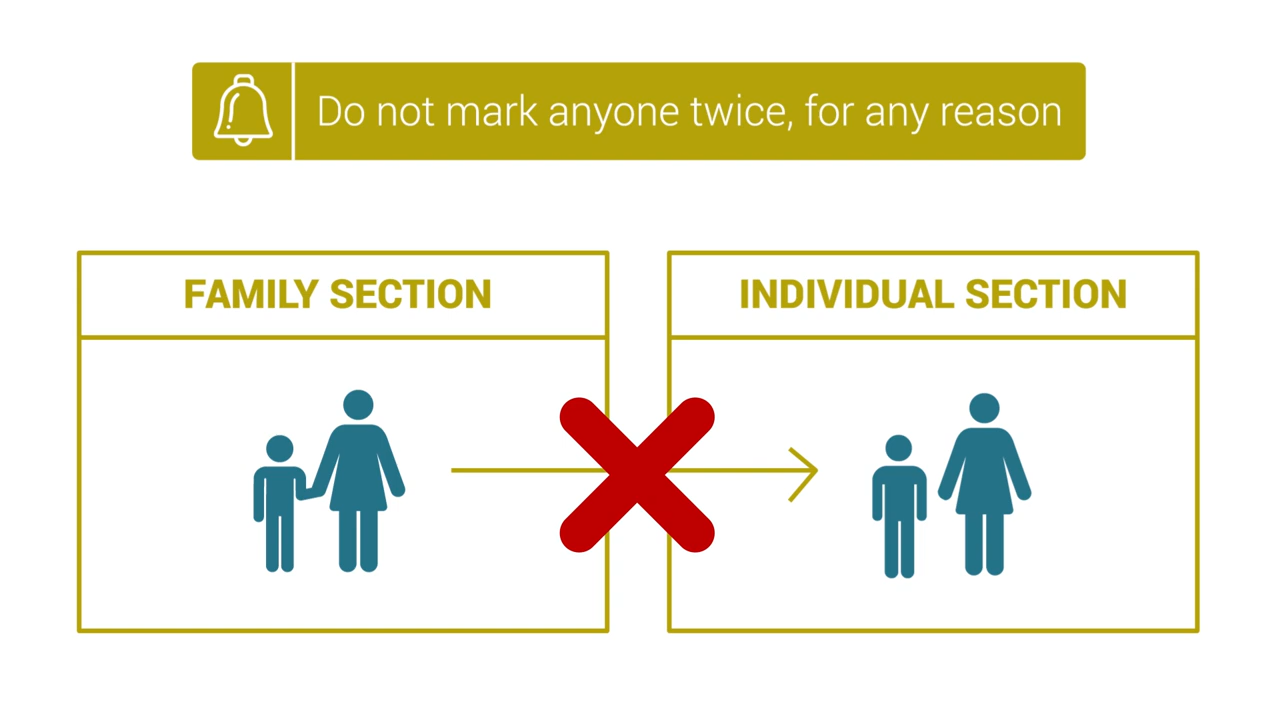 Do not mark anyone twice, for any reason
FAMILY SECTION
INDIVIDUAL SECTION